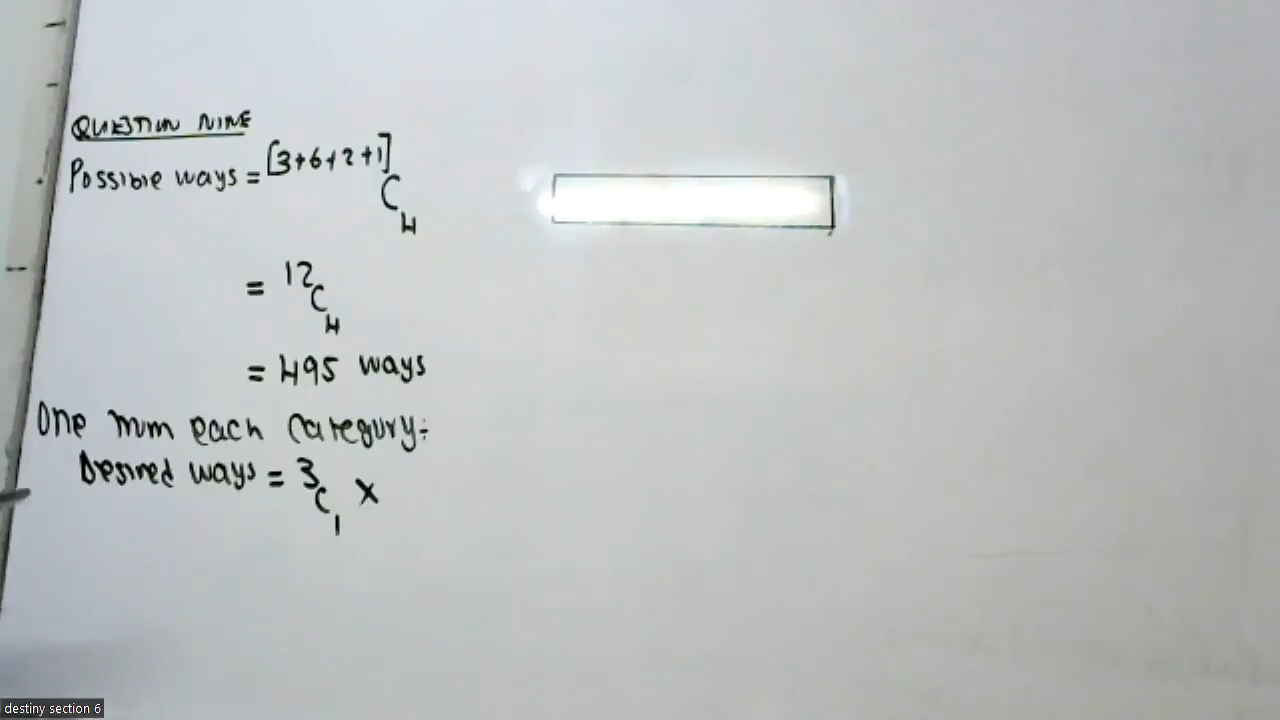 QUESTION NINE
Possible ways = [3+6+2+1]
C
4
= 12
C
4
= 495 ways
One from each category:-
Desired ways = 3
C
1
×
destiny section 6